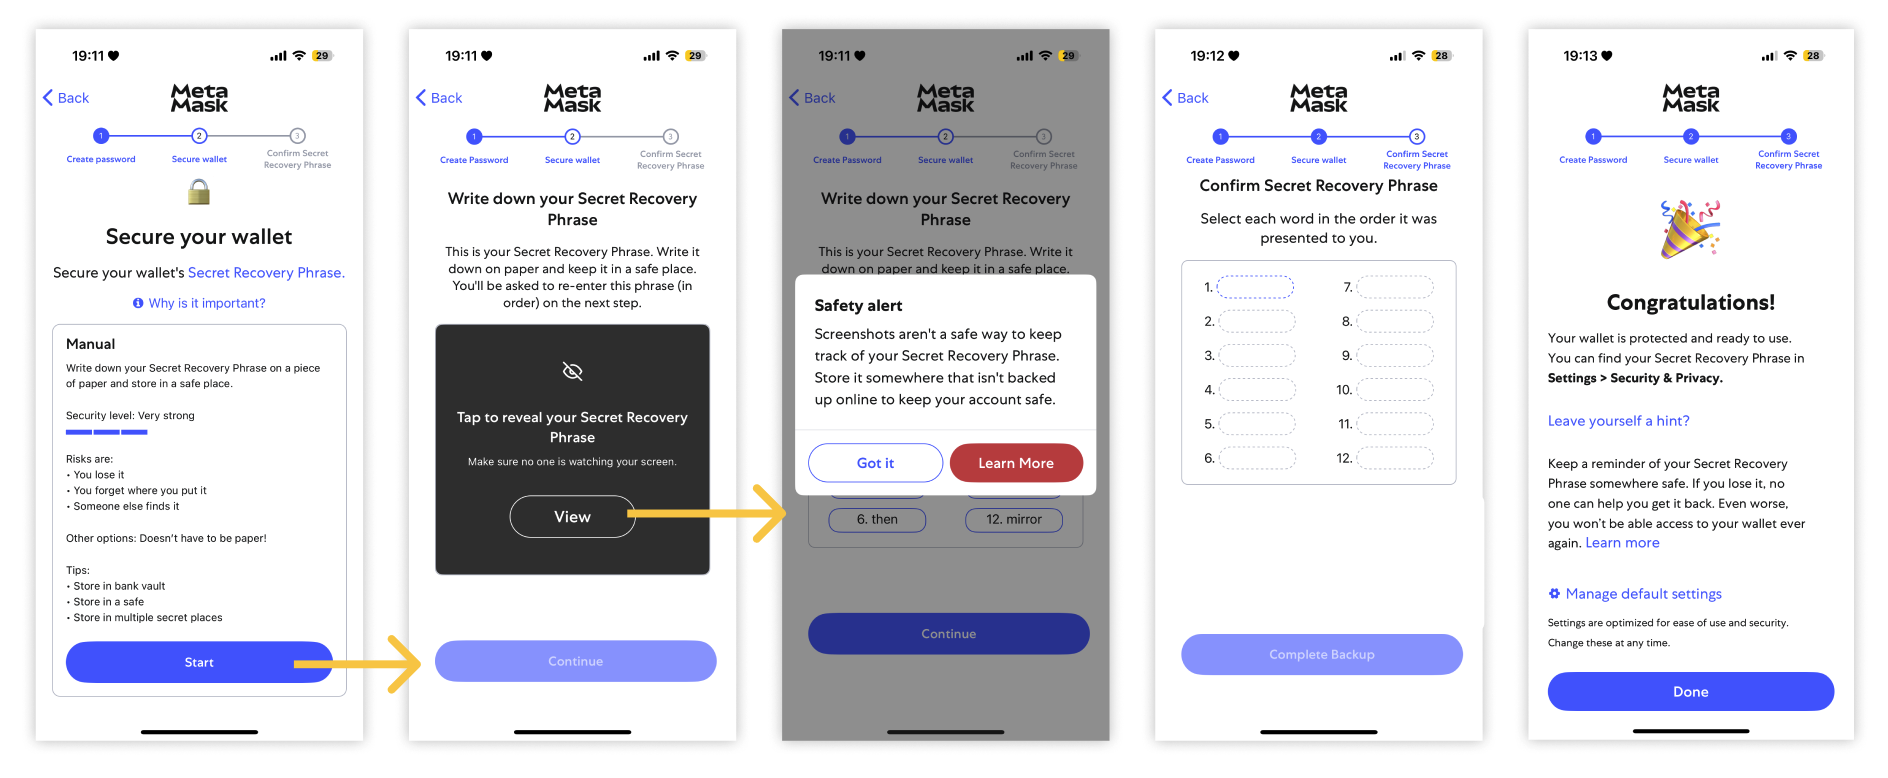 19:11
29
Back
Meta
Mask
1
2
3
Create password
Secure wallet
Confirm Secret
Recovery Phrase
Secure your wallet
Secure your wallet's Secret Recovery Phrase.
Why is it important?
Manual
Write down your Secret Recovery Phrase on a piece
of paper and store in a safe place.
Security level: Very strong
Risks are:
• You lose it
• You forget where you put it
• Someone else finds it
Other options: Doesn't have to be paper!
Tips:
• Store in bank vault
• Store in a safe
• Store in multiple secret places
Start
19:11
29
Back
Meta
Mask
1
2
3
Create Password
Secure wallet
Confirm Secret
Recovery Phrase
Write down your Secret Recovery
Phrase
This is your Secret Recovery Phrase. Write it
down on paper and keep it in a safe place.
You'll be asked to re-enter this phrase (in
order) on the next step.
Tap to reveal your Secret Recovery
Phrase
Make sure no one is watching your screen.
View
Continue
19:11
29
Back
Meta
Mask
1
2
3
Create Password
Secure wallet
Confirm Secret
Recovery Phrase
Write down your Secret Recovery
Phrase
This is your Secret Recovery Phrase. Write it
down on paper and keep it in a safe place.
Safety alert
Screenshots aren't a safe way to keep
track of your Secret Recovery Phrase.
Store it somewhere that isn't backed
up online to keep your account safe.
Got it
Learn More
6. then
12. mirror
Continue
19:12
28
Back
Meta
Mask
1
2
3
Create Password
Secure wallet
Confirm Secret
Recovery Phrase
Confirm Secret Recovery Phrase
Select each word in the order it was
presented to you.
1.
7.
2.
8.
3.
9.
4.
10.
5.
11.
6.
12.
Complete Backup
19:13
28
Meta
Mask
1
2
3
Create Password
Secure wallet
Confirm Secret
Recovery Phrase
Congratulations!
Your wallet is protected and ready to use.
You can find your Secret Recovery Phrase in
Settings > Security & Privacy.
Leave yourself a hint?
Keep a reminder of your Secret Recovery
Phrase somewhere safe. If you lose it, no
one can help you get it back. Even worse,
you won't be able access to your wallet ever
again. Learn more
Manage default settings
Settings are optimized for ease of use and security.
Change these at any time.
Done